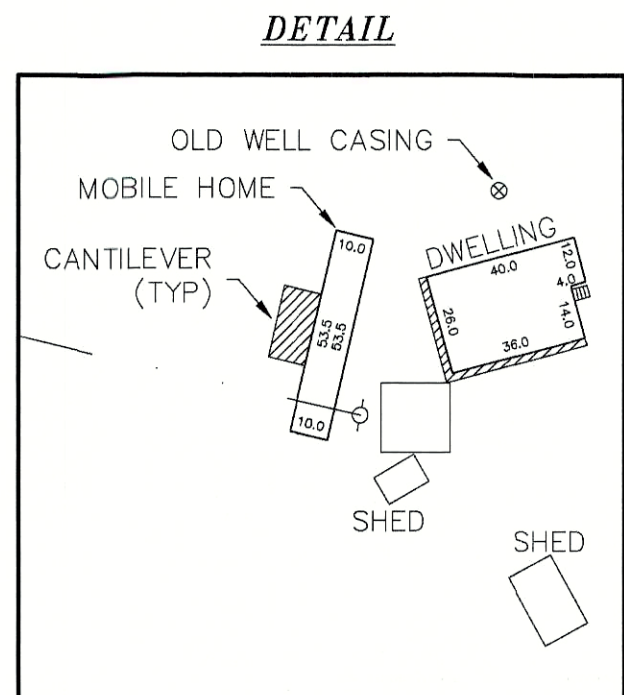 DETAIL
OLD WELL CASING
MOBILE HOME
CANTILEVER
(TYP)
DWELLING
10.0
53.5
53.5
10.0
40.0
12.0
4.0
14.0
26.0
36.0
SHED
SHED